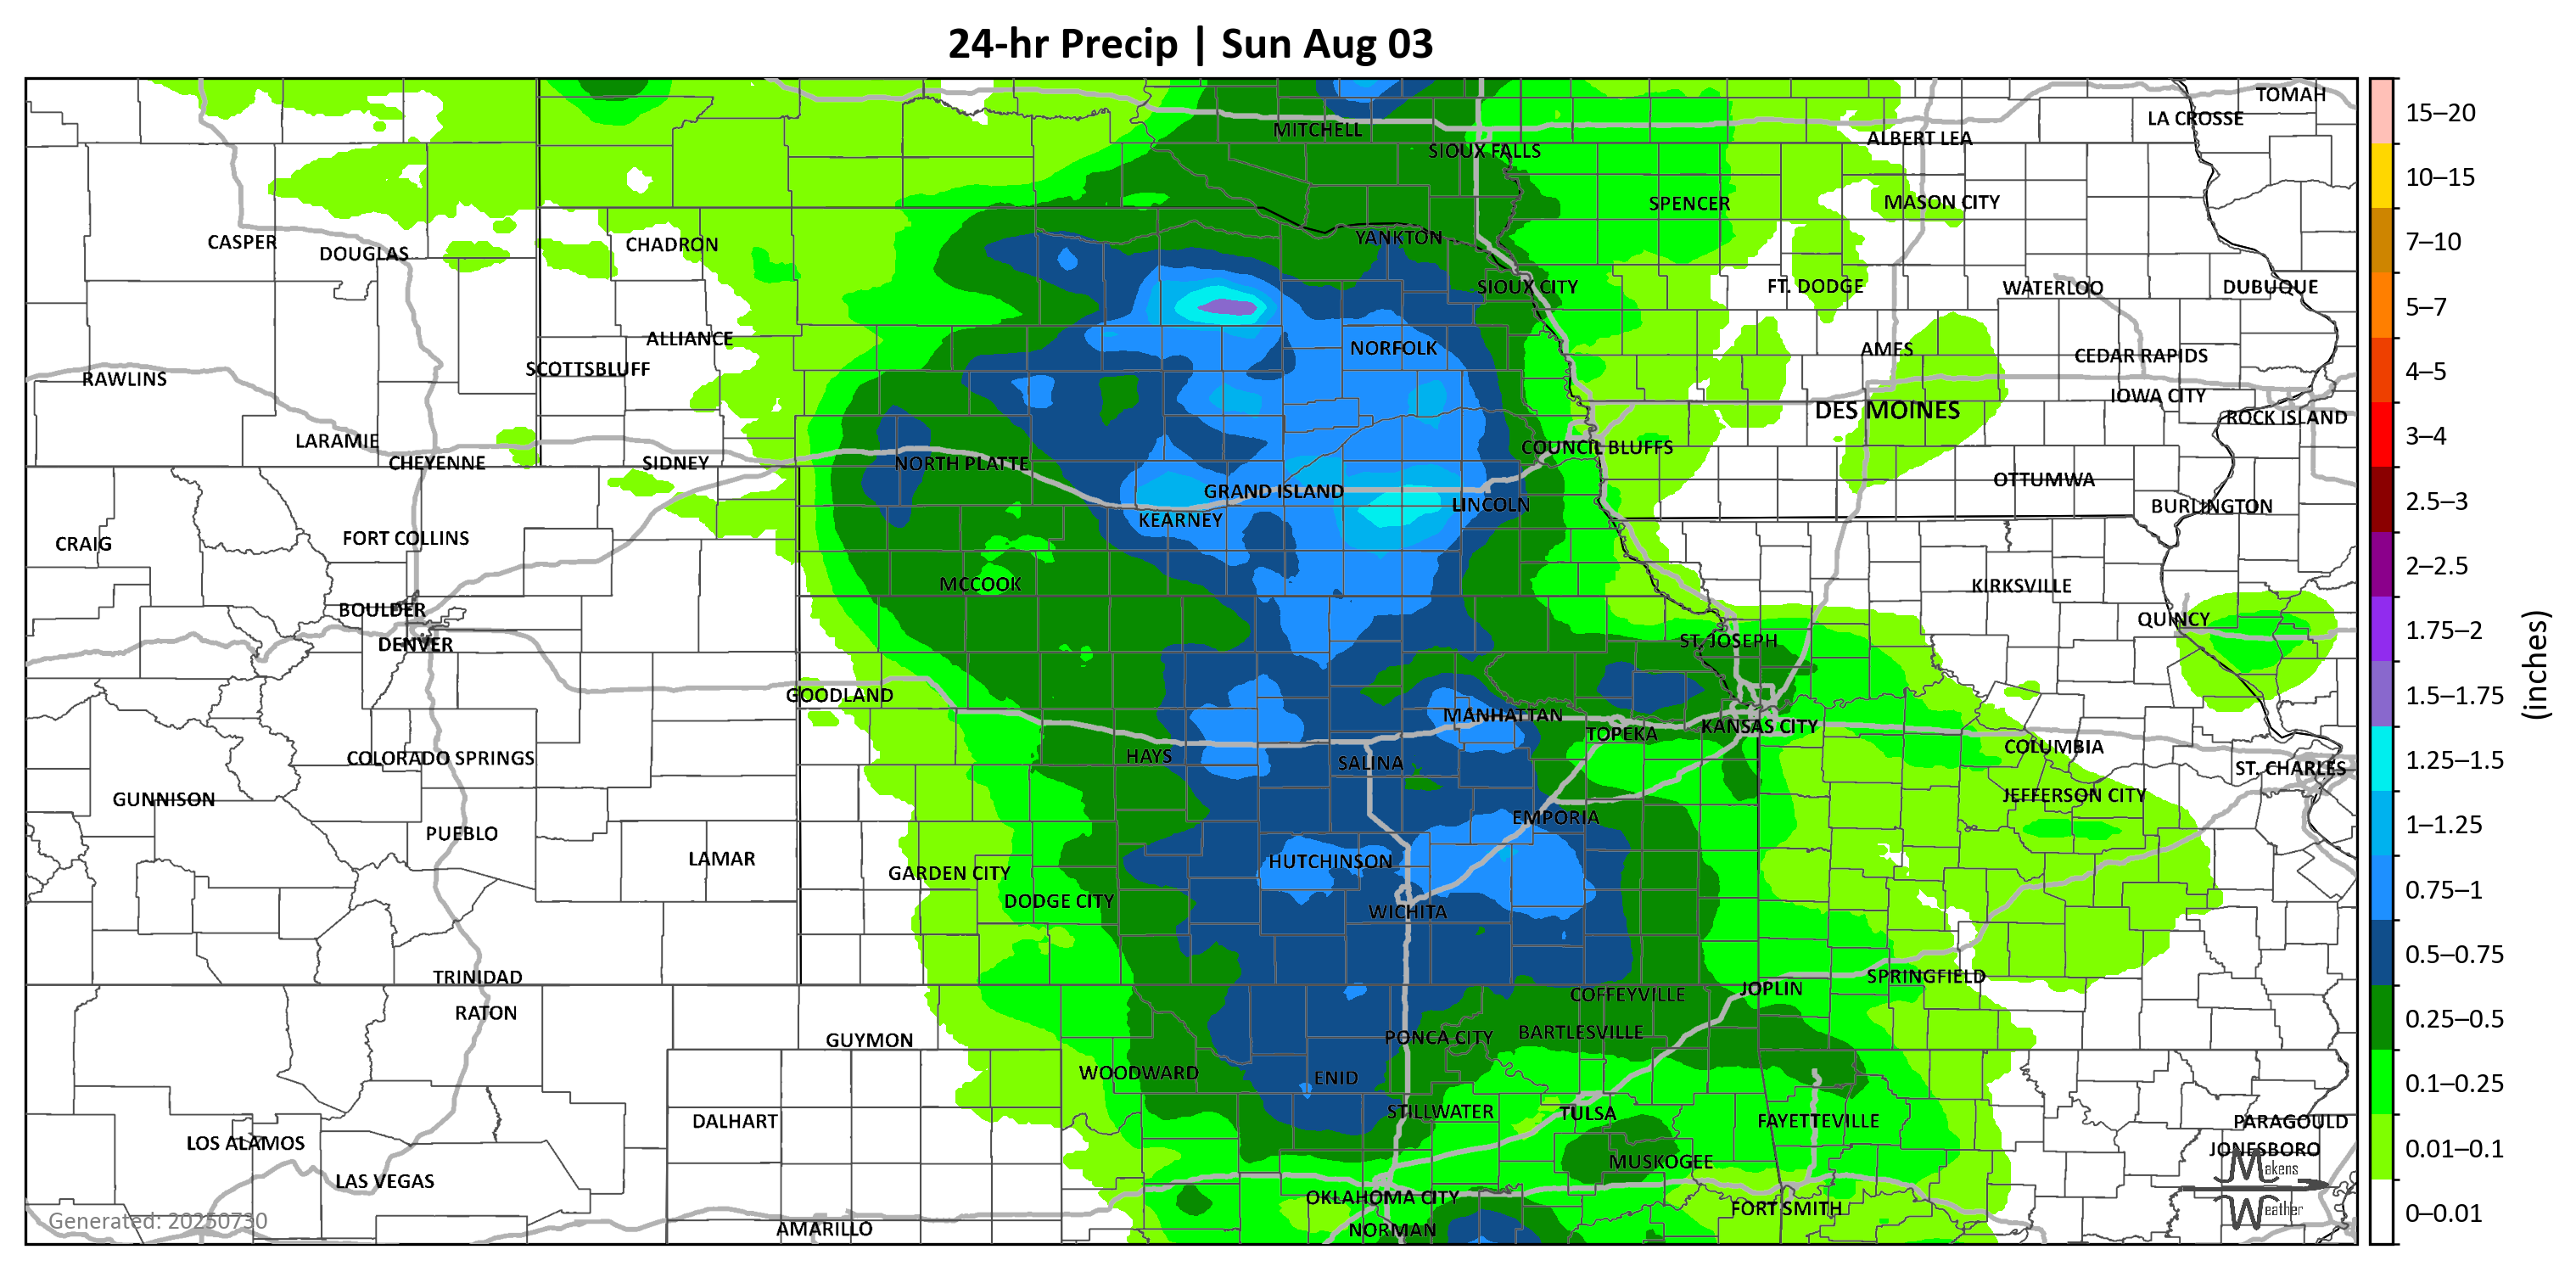 24-hr Precip | Sun Aug 03
TOMAH
LA CROSSE
MITCHELL
ALBERT LEA
SIOUX FALLS
SPENCER
MASON CITY
YANKTON
CASPER
CHADRON
DOUGLAS
SIOUX CITY
FT. DODGE
WATERLOO
DUBUQUE
ALLIANCE
NORFOLK
AMES
CEDAR RAPIDS
SCOTTSBLUFF
RAWLINS
IOWA CITY
DES MOINES
ROCK ISLAND
LARAMIE
COUNCIL BLUFFS
CHEYENNE
SIDNEY
NORTH PLATTE
OTTUMWA
GRAND ISLAND
LINCOLN
BURLINGTON
KEARNEY
FORT COLLINS
CRAIG
MCCOOK
KIRKSVILLE
BOULDER
QUINCY
DENVER
ST. JOSEPH
GOODLAND
MANHATTAN
KANSAS CITY
TOPEKA
COLUMBIA
COLORADO SPRINGS
HAYS
SALINA
ST. CHARLES
GUNNISON
JEFFERSON CITY
EMPORIA
PUEBLO
LAMAR
HUTCHINSON
GARDEN CITY
DODGE CITY
WICHITA
TRINIDAD
SPRINGFIELD
JOPLIN
COFFEYVILLE
RATON
BARTLESVILLE
GUYMON
PONCA CITY
WOODWARD
ENID
STILLWATER
TULSA
DALHART
FAYETTEVILLE
PARAGOULD
LOS ALAMOS
JONESBORO
MUSKOGEE
LAS VEGAS
OKLAHOMA CITY
FORT SMITH
AMARILLO
NORMAN
Makens
Weather
Generated: 20250730
15–20
10–15
7–10
5–7
4–5
3–4
2.5–3
2–2.5
1.75–2
1.5–1.75
1.25–1.5
1–1.25
0.75–1
0.5–0.75
0.25–0.5
0.1–0.25
0.01–0.1
0–0.01
(inches)